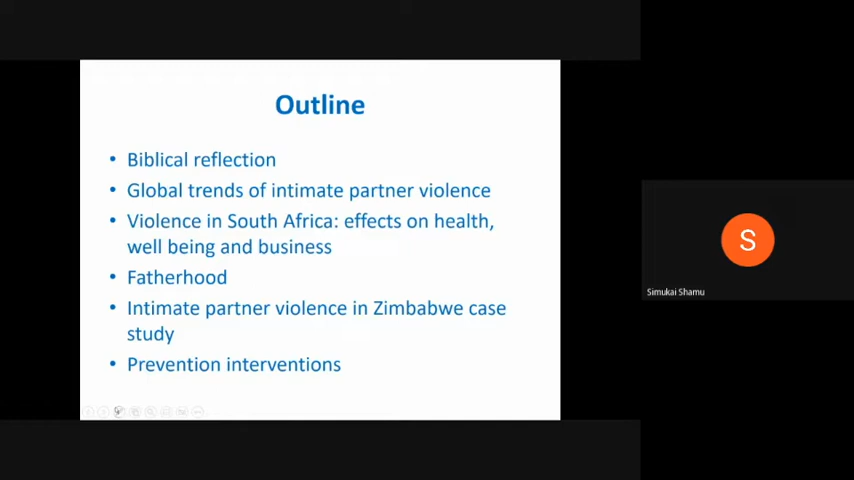 Outline
• Biblical reflection
• Global trends of intimate partner violence
• Violence in South Africa: effects on health,
well being and business
• Fatherhood
• Intimate partner violence in Zimbabwe case
study
• Prevention interventions
S
Simukai Shamu